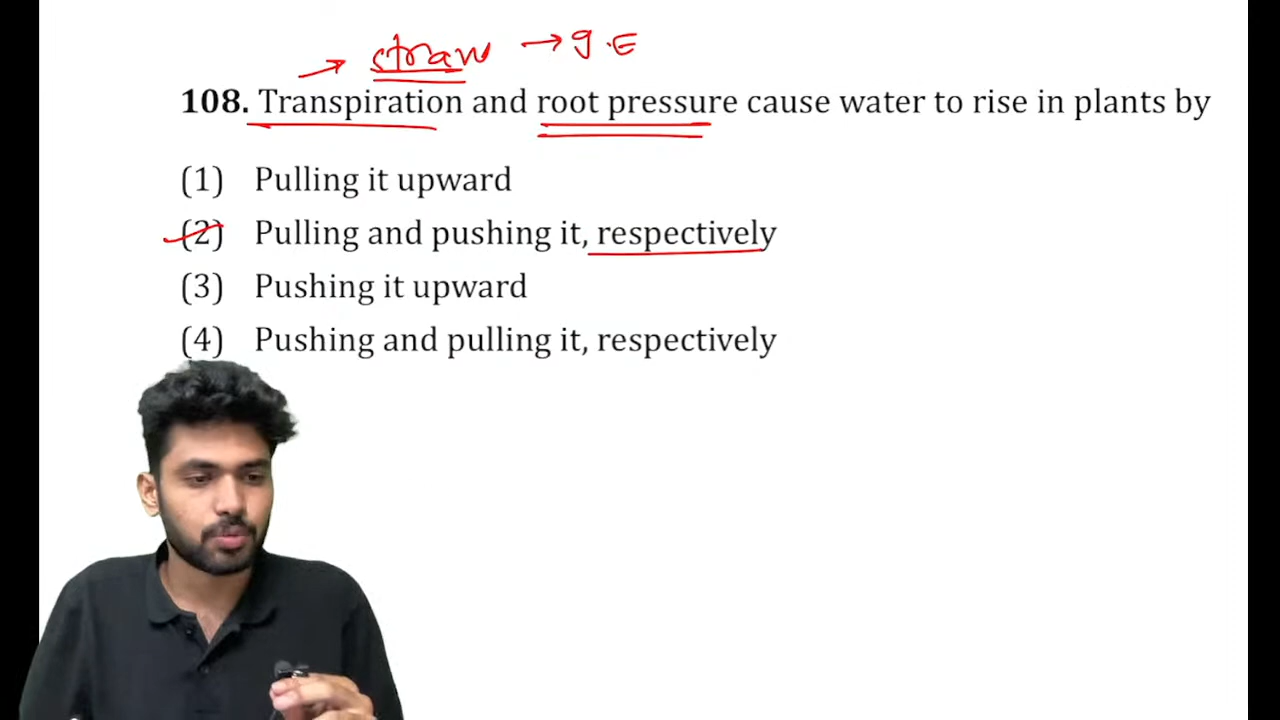 → straw → g.E
108. Transpiration and root pressure cause water to rise in plants by
(1) Pulling it upward
(2) Pulling and pushing it, respectively
(3) Pushing it upward
(4) Pushing and pulling it, respectively